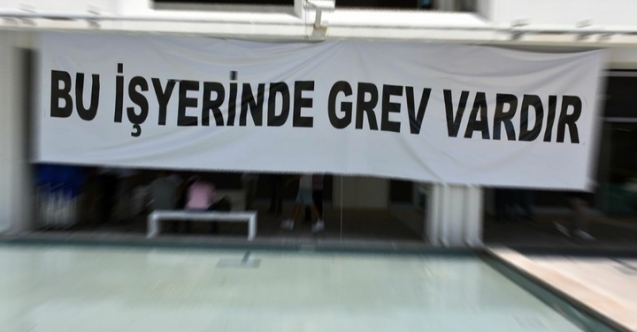 BU İŞYERİNDE GREV VARDIR